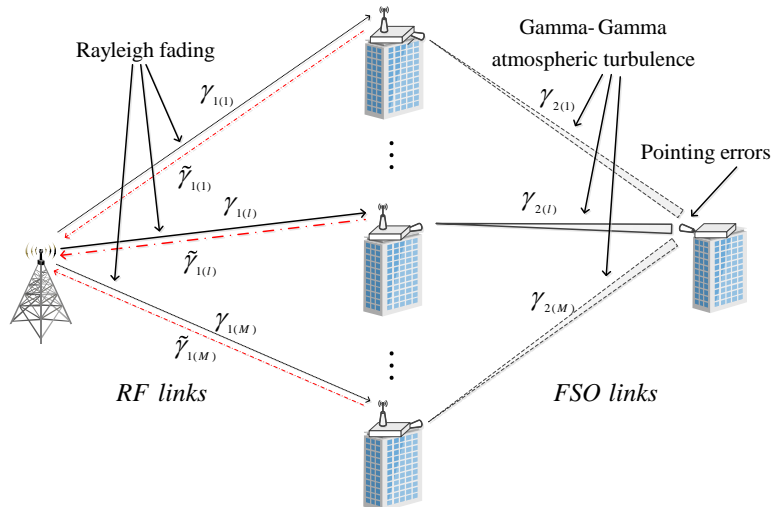 Rayleigh fading
Gamma-Gamma
atmospheric turbulence
Pointing errors
γ₁₍₁₎
γ̃₁₍₁₎
γ₂₍₁₎
γ₁₍ₗ₎
γ̃₁₍ₗ₎
γ₂₍ₗ₎
γ₁₍M₎
γ̃₁₍M₎
γ₂₍M₎
RF links
FSO links